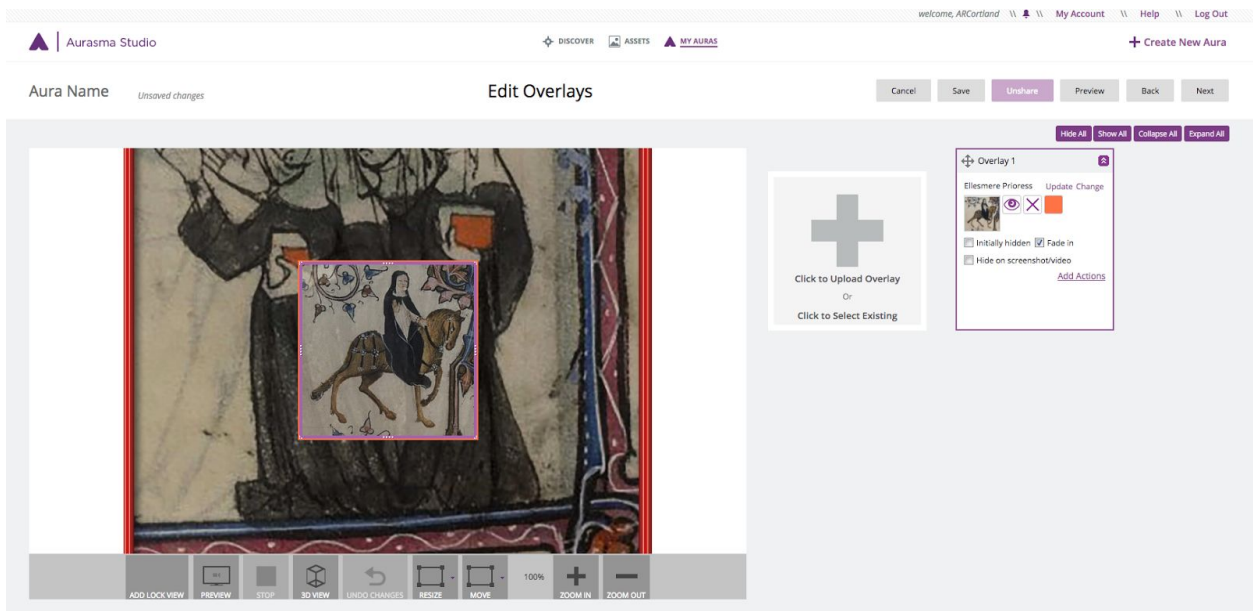 welcome, ARCortland \\ \\ My Account \\ Help \\ Log Out
Aurasma Studio
DISCOVER ASSETS MY AURAS
Create New Aura
Aura Name Unsaved changes
Edit Overlays
Cancel Save Unshare Preview Back Next
Hide All Show All Collapse All Expand All
Click to Upload Overlay
Or
Click to Select Existing
Overlay 1
Ellesmere Prioress Update Change
Initially hidden Fade in
Hide on screenshot/video
Add Actions
100%
ADD LOCK VIEW PREVIEW STOP 3D VIEW UNDO CHANGES RESIZE MOVE ZOOM IN ZOOM OUT